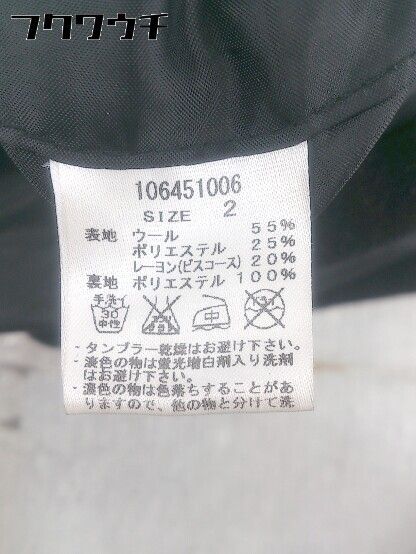 フクワウチ
106451006
SIZE 2
表地 ウール 55%
ポリエステル 25%
レーヨン(ビスコース) 20%
裏地 ポリエステル 100%
手洗イ
30
中性
中
・タンブラー乾燥はお避け下さい。
・淡色の物は蛍光増白剤入り洗剤
はお避け下さい。
・濃色の物は色落ちすることがあ
りますので、他の物と分けて洗